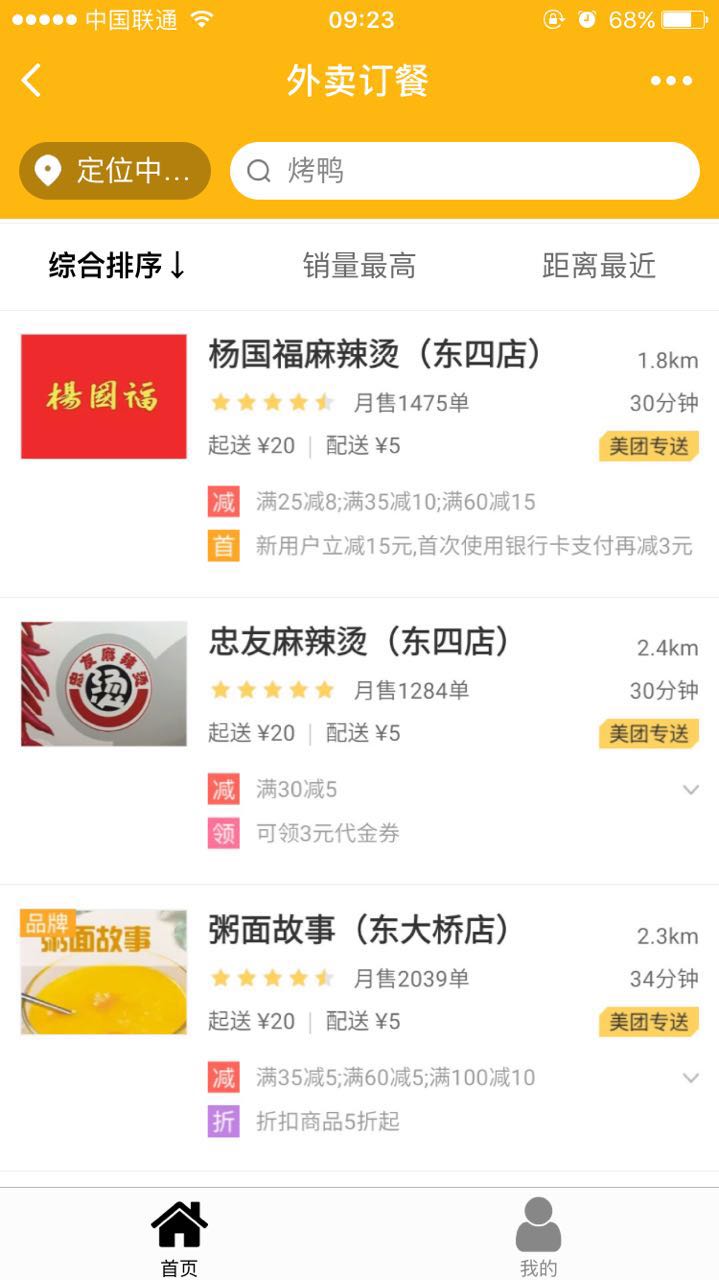 中国联通 09:23 68%
外卖订餐
定位中... 烤鸭
综合排序↓ 销量最高 距离最近
楊國福
杨国福麻辣烫（东四店） 1.8km
月售1475单 30分钟
起送 ¥20 | 配送 ¥5 美团专送
减 满25减8;满35减10;满60减15
首 新用户立减15元,首次使用银行卡支付再减3元
忠友麻辣烫
烫
忠友麻辣烫（东四店） 2.4km
月售1284单 30分钟
起送 ¥20 | 配送 ¥5 美团专送
减 满30减5
领 可领3元代金券
品牌
粥面故事
粥面故事（东大桥店） 2.3km
月售2039单 34分钟
起送 ¥20 | 配送 ¥5 美团专送
减 满35减5;满60减5;满100减10
折 折扣商品5折起
首页 我的